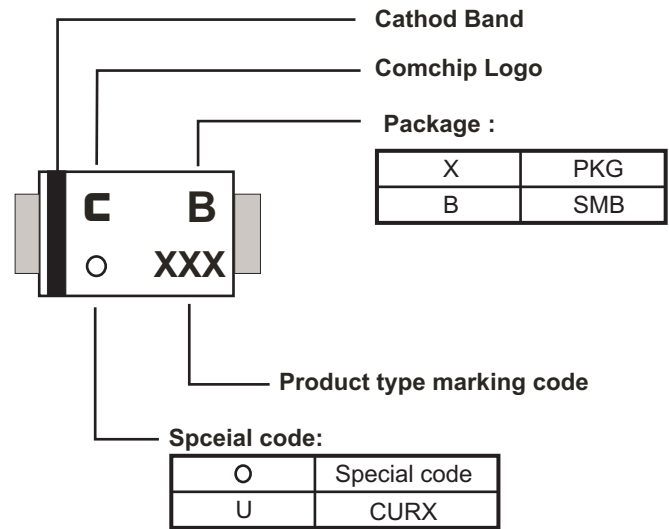 Cathod Band
Comchip Logo
Package :
X PKG
B SMB
C B
O XXX
Product type marking code
Spceial code:
O Special code
U CURX